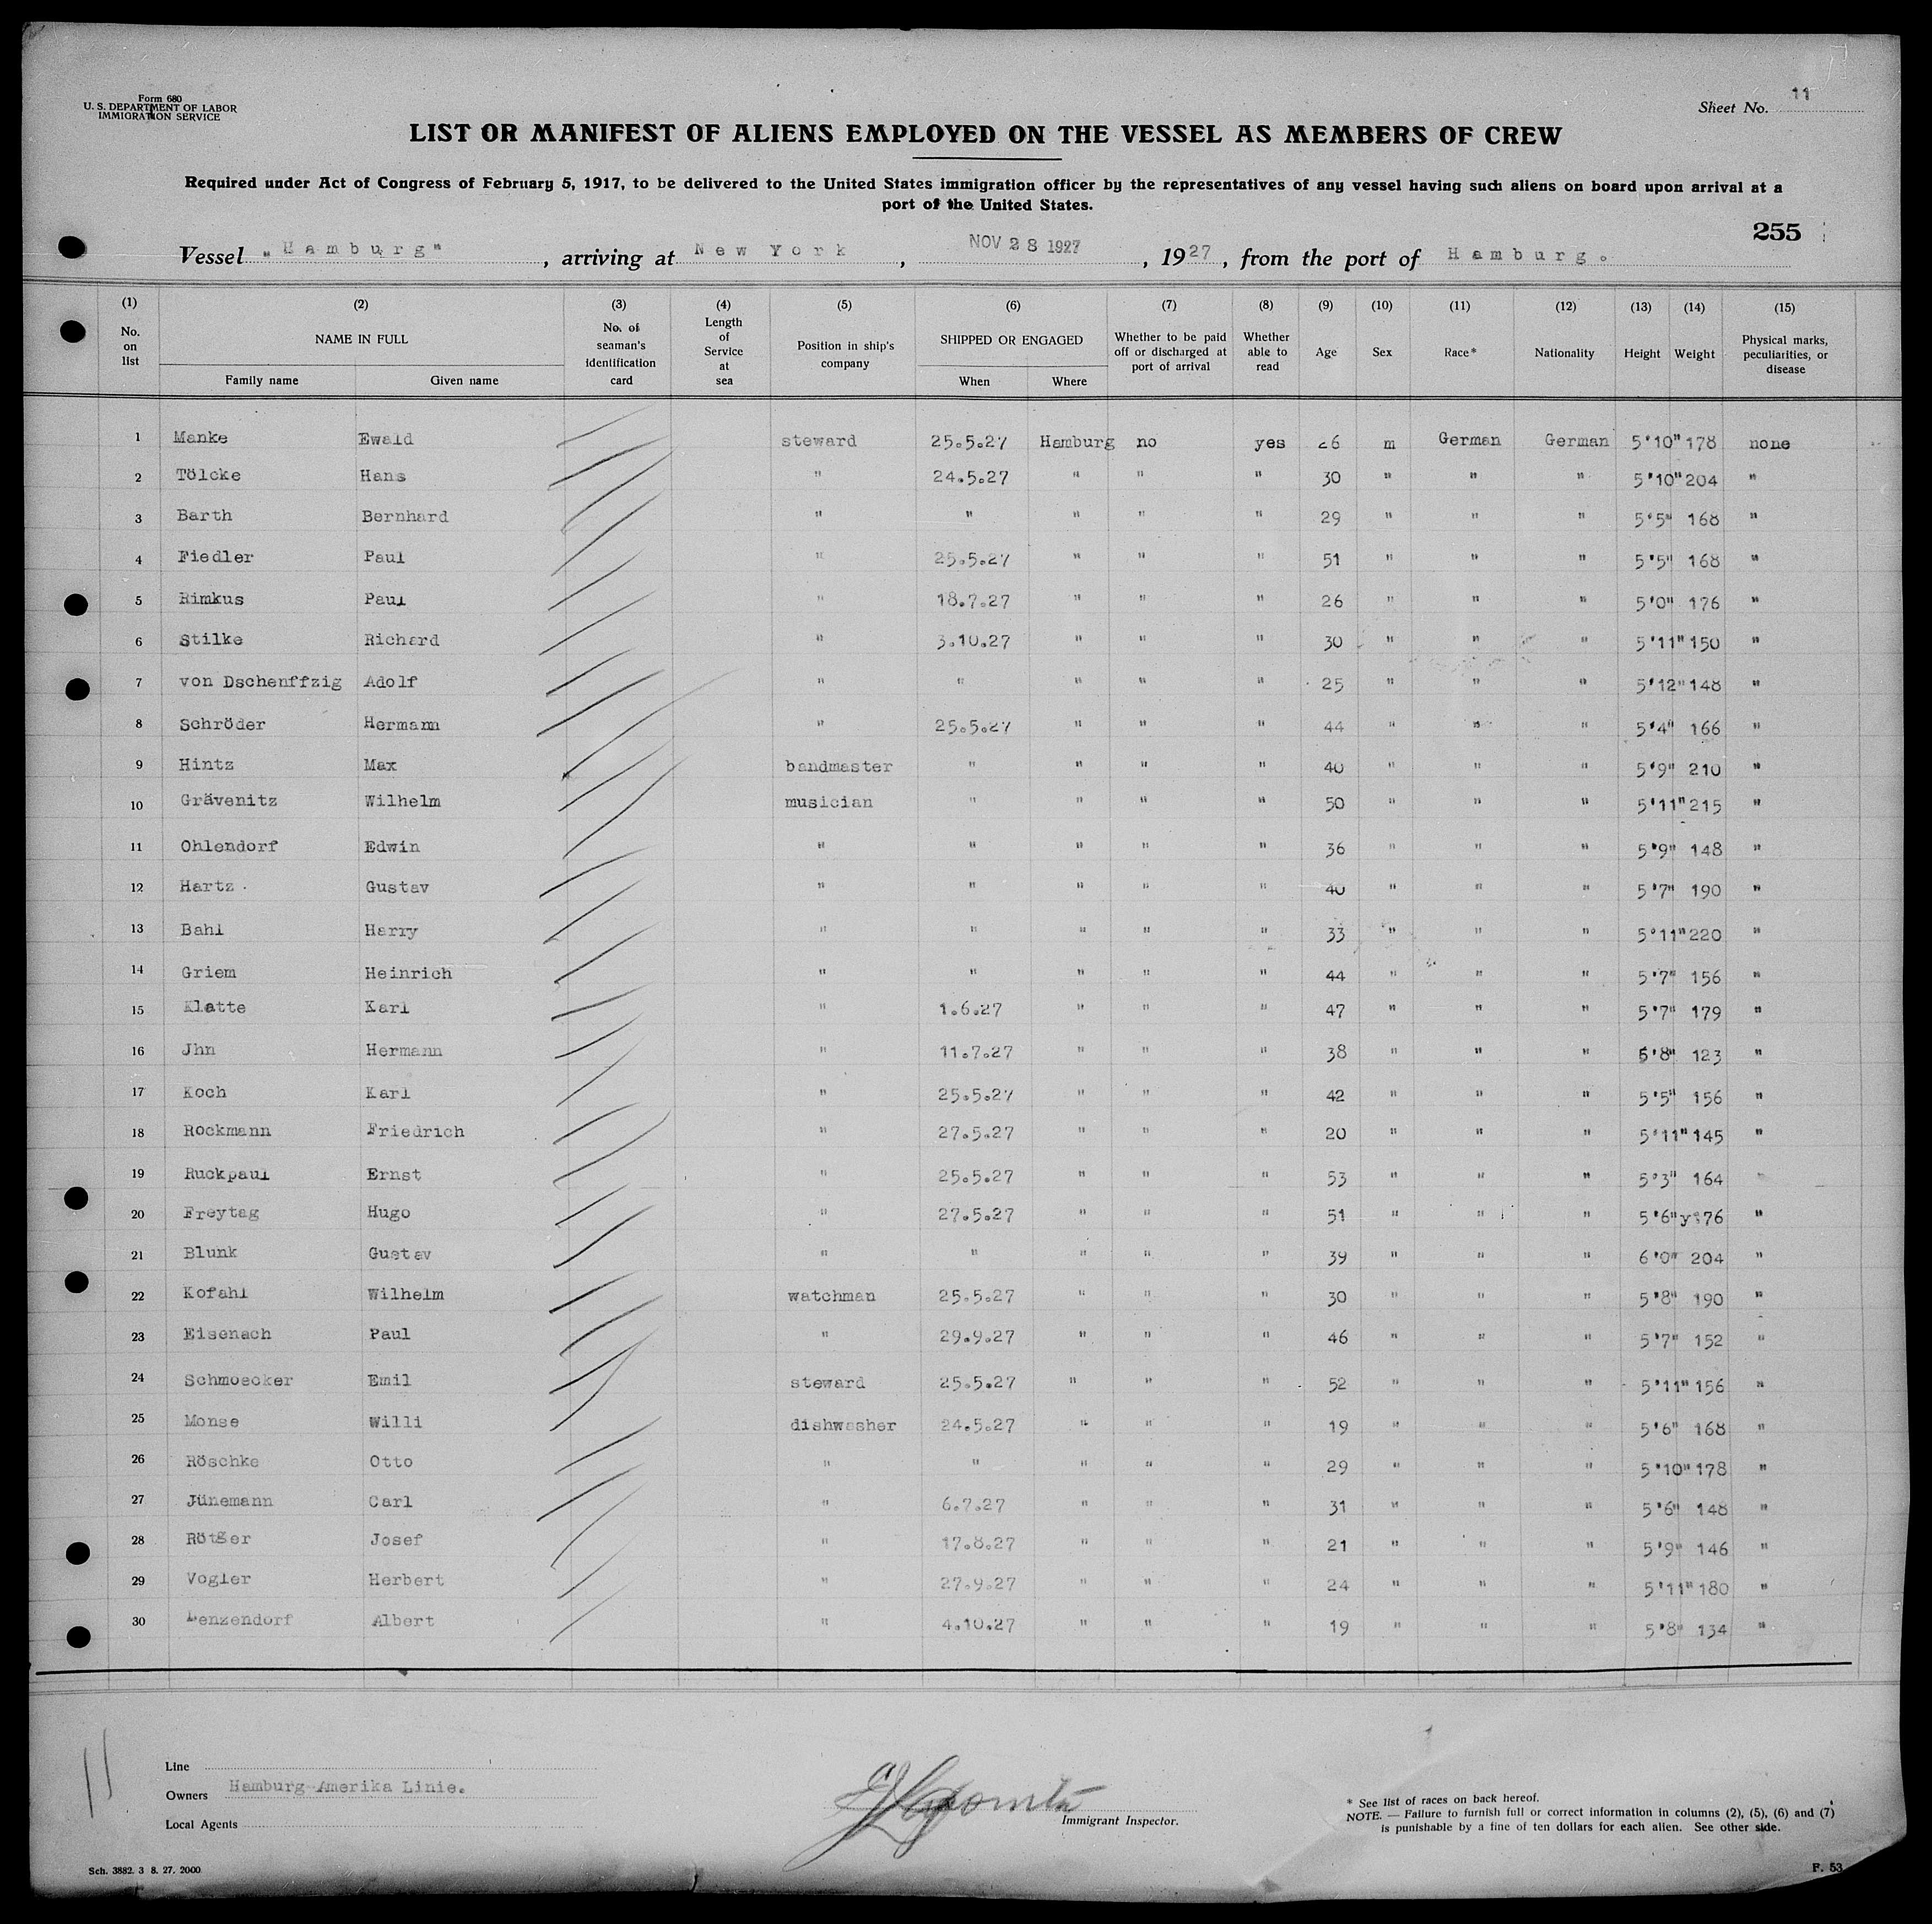 Form 680
U. S. DEPARTMENT OF LABOR
IMMIGRATION SERVICE
Sheet No. 11
LIST OR MANIFEST OF ALIENS EMPLOYED ON THE VESSEL AS MEMBERS OF CREW
Required under Act of Congress of February 5, 1917, to be delivered to the United States immigration officer by the representatives of any vessel having such aliens on board upon arrival at a
port of the United States.
255
Vessel "Hamburg", arriving at New York, NOV 28 1927, 1927, from the port of Hamburg.
(1) (2) (3) (4) (5) (6) (7) (8) (9) (10) (11) (12) (13) (14) (15)
No. on list NAME IN FULL Family name Given name No. of seaman's identification card Length of Service at sea Position in ship's company SHIPPED OR ENGAGED When Where Whether to be paid off or discharged at port of arrival Whether able to read Age Sex Race* Nationality Height Weight Physical marks, peculiarities, or disease
1 Manke Ewald steward 25.5.27 Hamburg no yes 26 m German German 5'10" 178 none
2 Tölcke Hans " 24.5.27 " " " 30 " " " 5'10" 204 "
3 Barth Bernhard " " " " " 29 " " " 5'5" 168 "
4 Fiedler Paul " 25.5.27 " " " 51 " " " 5'5" 168 "
5 Rimkus Paul " 18.7.27 " " " 26 " " " 5'0" 176 "
6 Stilke Richard " 3.10.27 " " " 30 " " " 5'11" 150 "
7 von Dschenffzig Adolf " " " " " 25 " " " 5'12" 148 "
8 Schröder Hermann " 25.5.27 " " " 44 " " " 5'4" 166 "
9 Hintz Max bandmaster " " " " 40 " " " 5'9" 210 "
10 Grävenitz Wilhelm musician " " " " 50 " " " 5'11" 215 "
11 Ohlendorf Edwin " " " " " 36 " " " 5'9" 148 "
12 Hartz Gustav " " " " " 40 " " " 5'7" 190 "
13 Bahl Harry " " " " " 33 " " " 5'11" 220 "
14 Griem Heinrich " " " " " 44 " " " 5'7" 156 "
15 Klatte Karl " 1.6.27 " " " 47 " " " 5'7" 179 "
16 Jhn Hermann " 11.7.27 " " " 38 " " " 5'8" 123 "
17 Koch Karl " 25.5.27 " " " 42 " " " 5'5" 156 "
18 Rockmann Friedrich " 27.5.27 " " " 20 " " " 5'11" 145 "
19 Ruckpaul Ernst " 25.5.27 " " " 53 " " " 5'3" 164 "
20 Freytag Hugo " 27.5.27 " " " 51 " " " 5'6" 176 "
21 Blunk Gustav " " " " " 39 " " " 6'0" 204 "
22 Kofahl Wilhelm watchman 25.5.27 " " " 30 " " " 5'8" 190 "
23 Eisenach Paul " 29.9.27 " " " 46 " " " 5'7" 152 "
24 Schmoecker Emil steward 25.5.27 " " " 52 " " " 5'11" 156 "
25 Monse Willi dishwasher 24.5.27 " " " 19 " " " 5'6" 168 "
26 Röschke Otto " " " " " 29 " " " 5'10" 178 "
27 Jünemann Carl " 6.7.27 " " " 31 " " " 5'6" 148 "
28 Rötger Josef " 17.8.27 " " " 21 " " " 5'9" 146 "
29 Vogler Herbert " 27.9.27 " " " 24 " " " 5'11" 180 "
30 Lenzendorf Albert " 4.10.27 " " " 19 " " " 5'8" 134 "
11
Line
Owners Hamburg-Amerika Linie.
Local Agents
Immigrant Inspector.
* See list of races on back hereof.
NOTE. — Failure to furnish full or correct information in columns (2), (5), (6) and (7)
is punishable by a fine of ten dollars for each alien. See other side.
Sch. 3882. 3 8. 27. 2000
F. 53